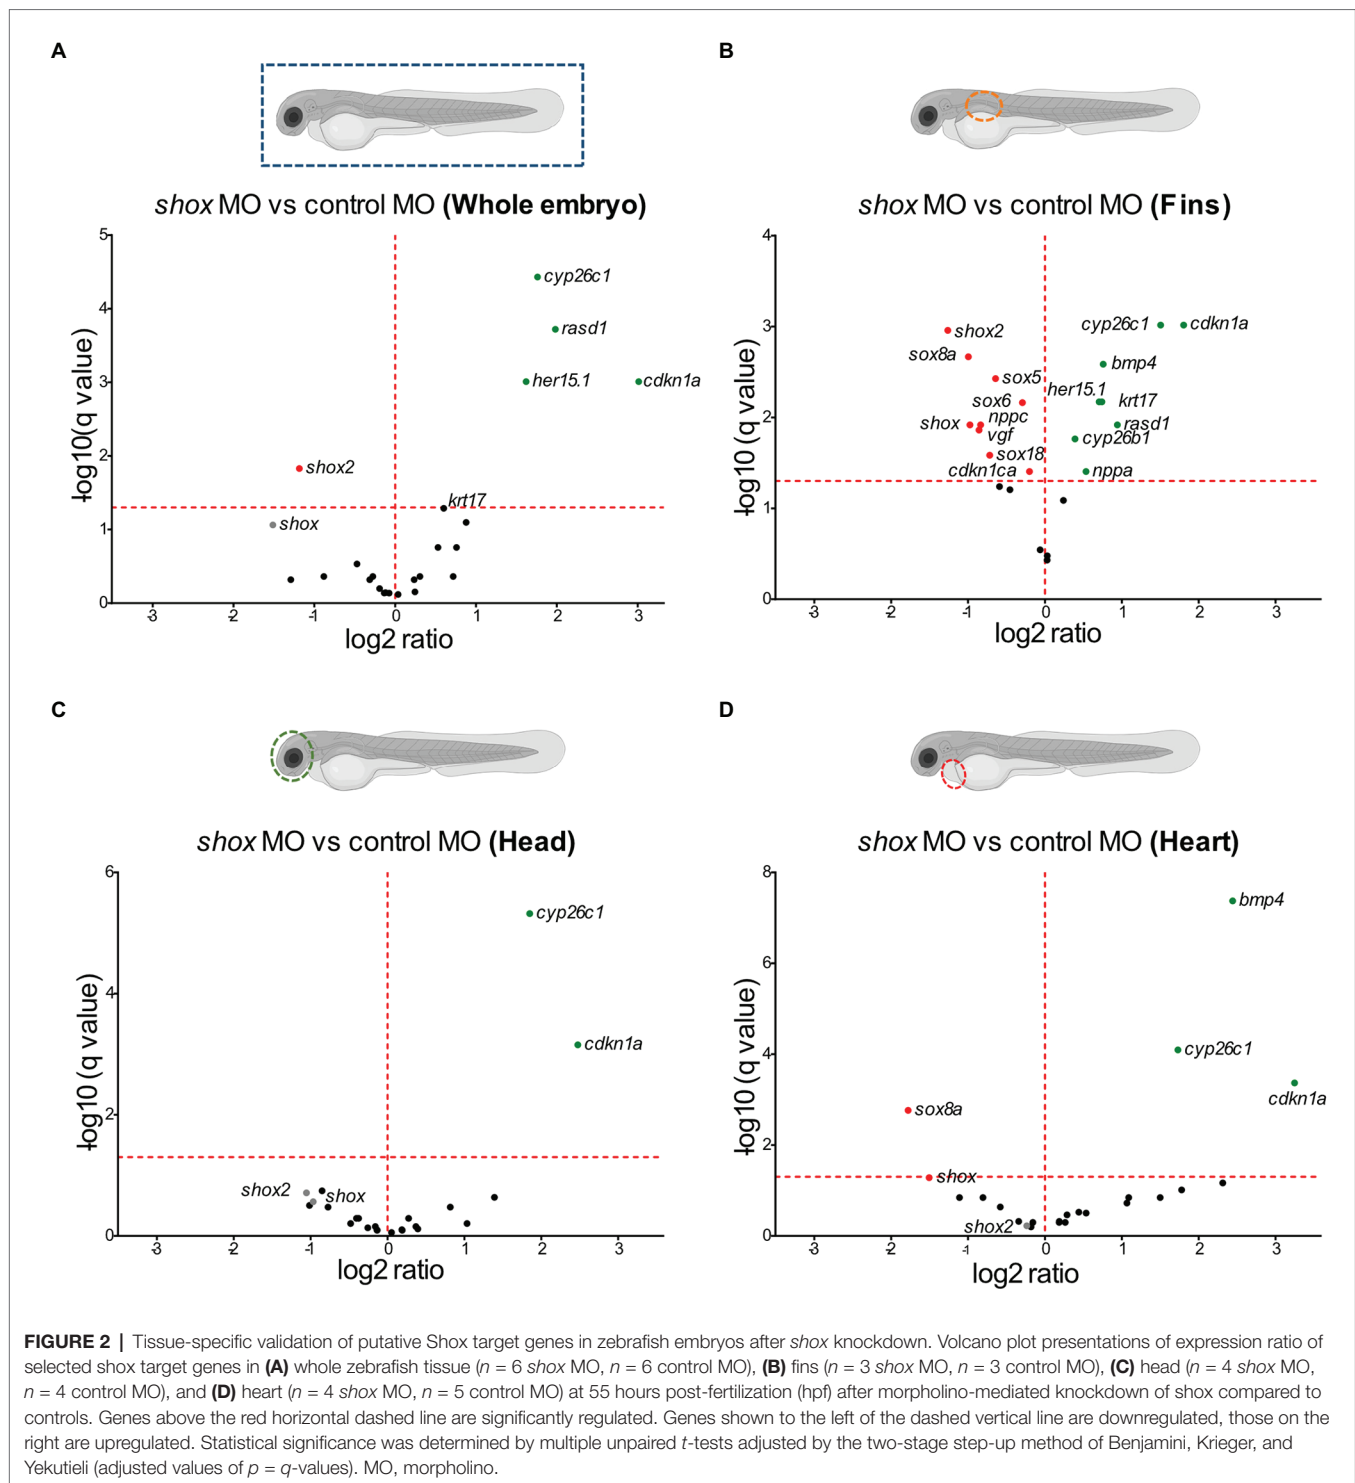 A
shox MO vs control MO (Whole embryo)
-log10(q value)
5
4
3
2
1
0
cyp26c1
rasd1
her15.1
cdkn1a
shox2
krt17
shox
-3
-2
-1
0
1
2
3
log2 ratio
B
shox MO vs control MO (Fins)
-log10 (q value)
4
3
2
1
0
cyp26c1
cdkn1a
shox2
sox8a
bmp4
sox5
her15.1
sox6
krt17
shox
nppc
rasd1
vgf
cyp26b1
sox18
cdkn1ca
nppa
-3
-2
-1
0
1
2
3
log2 ratio
C
shox MO vs control MO (Head)
-log10 (q value)
6
4
2
0
cyp26c1
cdkn1a
shox2
shox
-3
-2
-1
0
1
2
3
log2 ratio
D
shox MO vs control MO (Heart)
-log10 (q value)
8
6
4
2
0
bmp4
cyp26c1
cdkn1a
sox8a
shox
shox2
-3
-2
-1
0
1
2
3
log2 ratio
FIGURE 2 | Tissue-specific validation of putative Shox target genes in zebrafish embryos after shox knockdown. Volcano plot presentations of expression ratio of
selected shox target genes in (A) whole zebrafish tissue (n = 6 shox MO, n = 6 control MO), (B) fins (n = 3 shox MO, n = 3 control MO), (C) head (n = 4 shox MO,
n = 4 control MO), and (D) heart (n = 4 shox MO, n = 5 control MO) at 55 hours post-fertilization (hpf) after morpholino-mediated knockdown of shox compared to
controls. Genes above the red horizontal dashed line are significantly regulated. Genes shown to the left of the dashed vertical line are downregulated, those on the
right are upregulated. Statistical significance was determined by multiple unpaired t-tests adjusted by the two-stage step-up method of Benjamini, Krieger, and
Yekutieli (adjusted values of p = q-values). MO, morpholino.